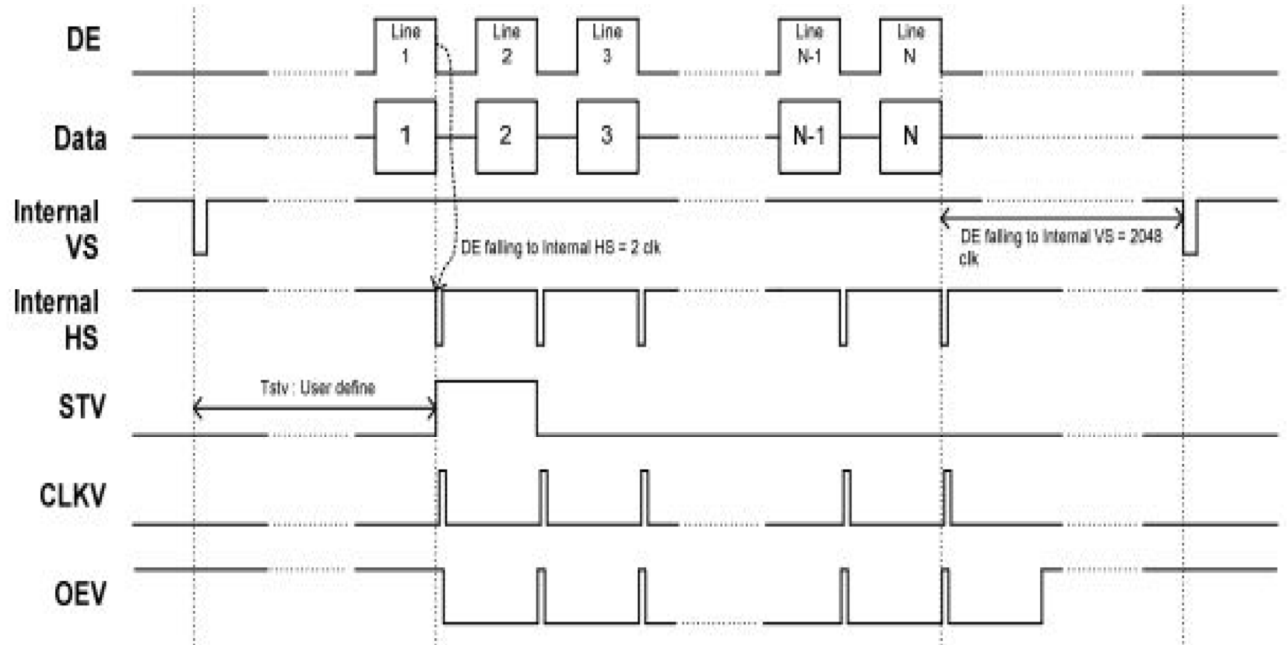 DE
Line
1
Line
2
Line
3
Line
N-1
Line
N
Data
1
2
3
N-1
N
Internal
VS
DE falling to Internal HS = 2 clk
DE falling to Internal VS = 2048
clk
Internal
HS
Tstv : User define
STV
CLKV
OEV